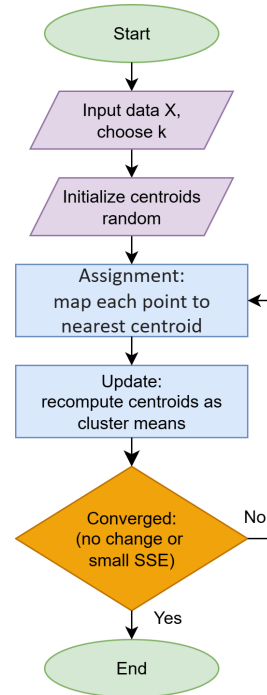 Start
Input data X,
choose k
Initialize centroids
random
Assignment:
map each point to
nearest centroid
Update:
recompute centroids as
cluster means
Converged:
(no change or
small SSE)
No
Yes
End